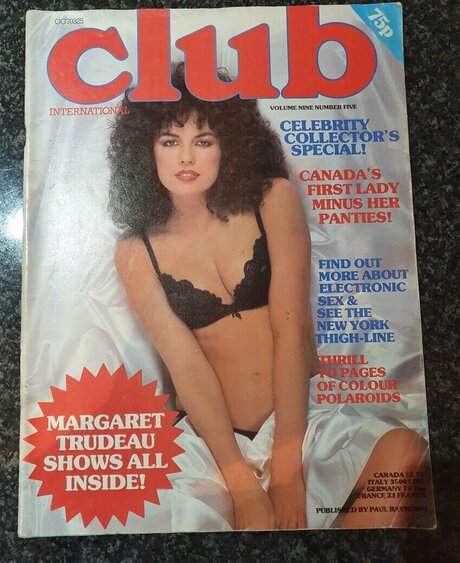 GG70325
club
75p
INTERNATIONAL
VOLUME NINE NUMBER FIVE
CELEBRITY
COLLECTOR'S
SPECIAL!
CANADA'S
FIRST LADY
MINUS HER
PANTIES!
FIND OUT
MORE ABOUT
ELECTRONIC
SEX &
SEE THE
NEW YORK
THIGH-LINE
THRILL
TO PAGES
OF COLOUR
POLAROIDS
MARGARET
TRUDEAU
SHOWS ALL
INSIDE!
CANADA
ITALY 3500
GERMANY
FRANCE 23 FRANCS
PUBLISHED BY PAUL RAYMOND